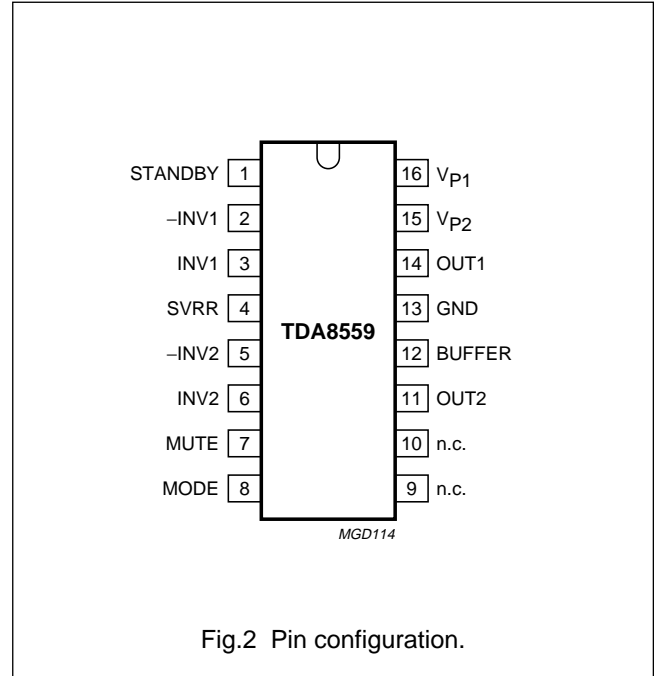 STANDBY 1 16 VP1
–INV1 2 15 VP2
INV1 3 14 OUT1
SVRR 4 13 GND
TDA8559
–INV2 5 12 BUFFER
INV2 6 11 OUT2
MUTE 7 10 n.c.
MODE 8 9 n.c.
MGD114
Fig.2 Pin configuration.